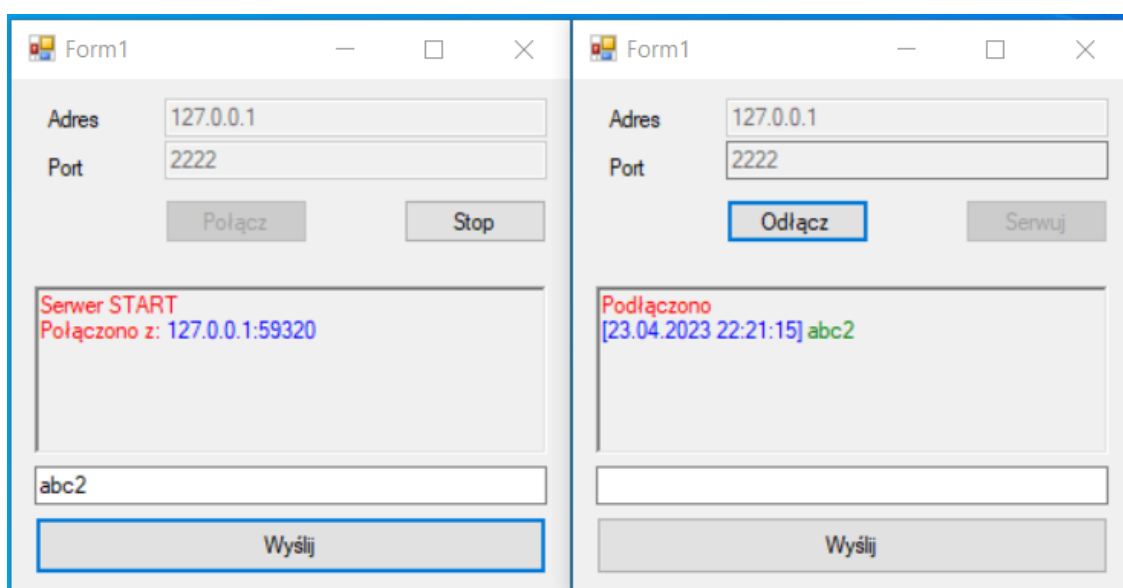 Form1
Adres 127.0.0.1
Port 2222
Połącz Stop
Serwer START
Połączono z: 127.0.0.1:59320
abc2
Wyślij
Form1
Adres 127.0.0.1
Port 2222
Odłącz Serwuj
Podłączono
[23.04.2023 22:21:15] abc2
Wyślij